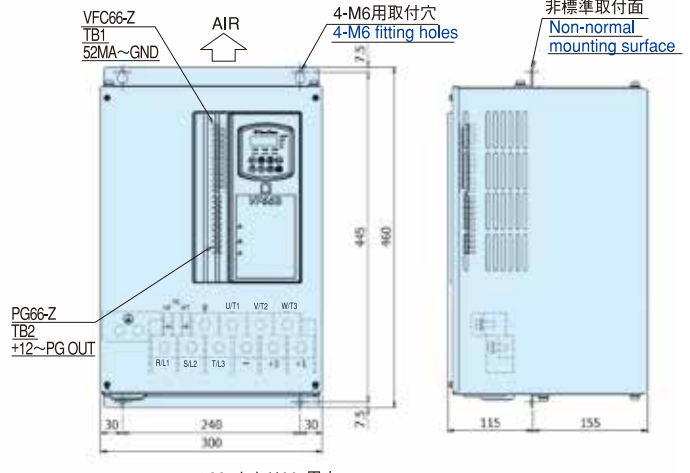 VFC66-Z
TB1
52MA～GND
AIR
4-M6用取付穴
4-M6 fitting holes
非標準取付面
Non-normal
mounting surface
7.5
VF66B
445
460
PG66-Z
TB2
+12～PG OUT
U/T1 V/T2 W/T3
R/L1 S/L2 T/L3
30 240 30
300
7.5
115 155